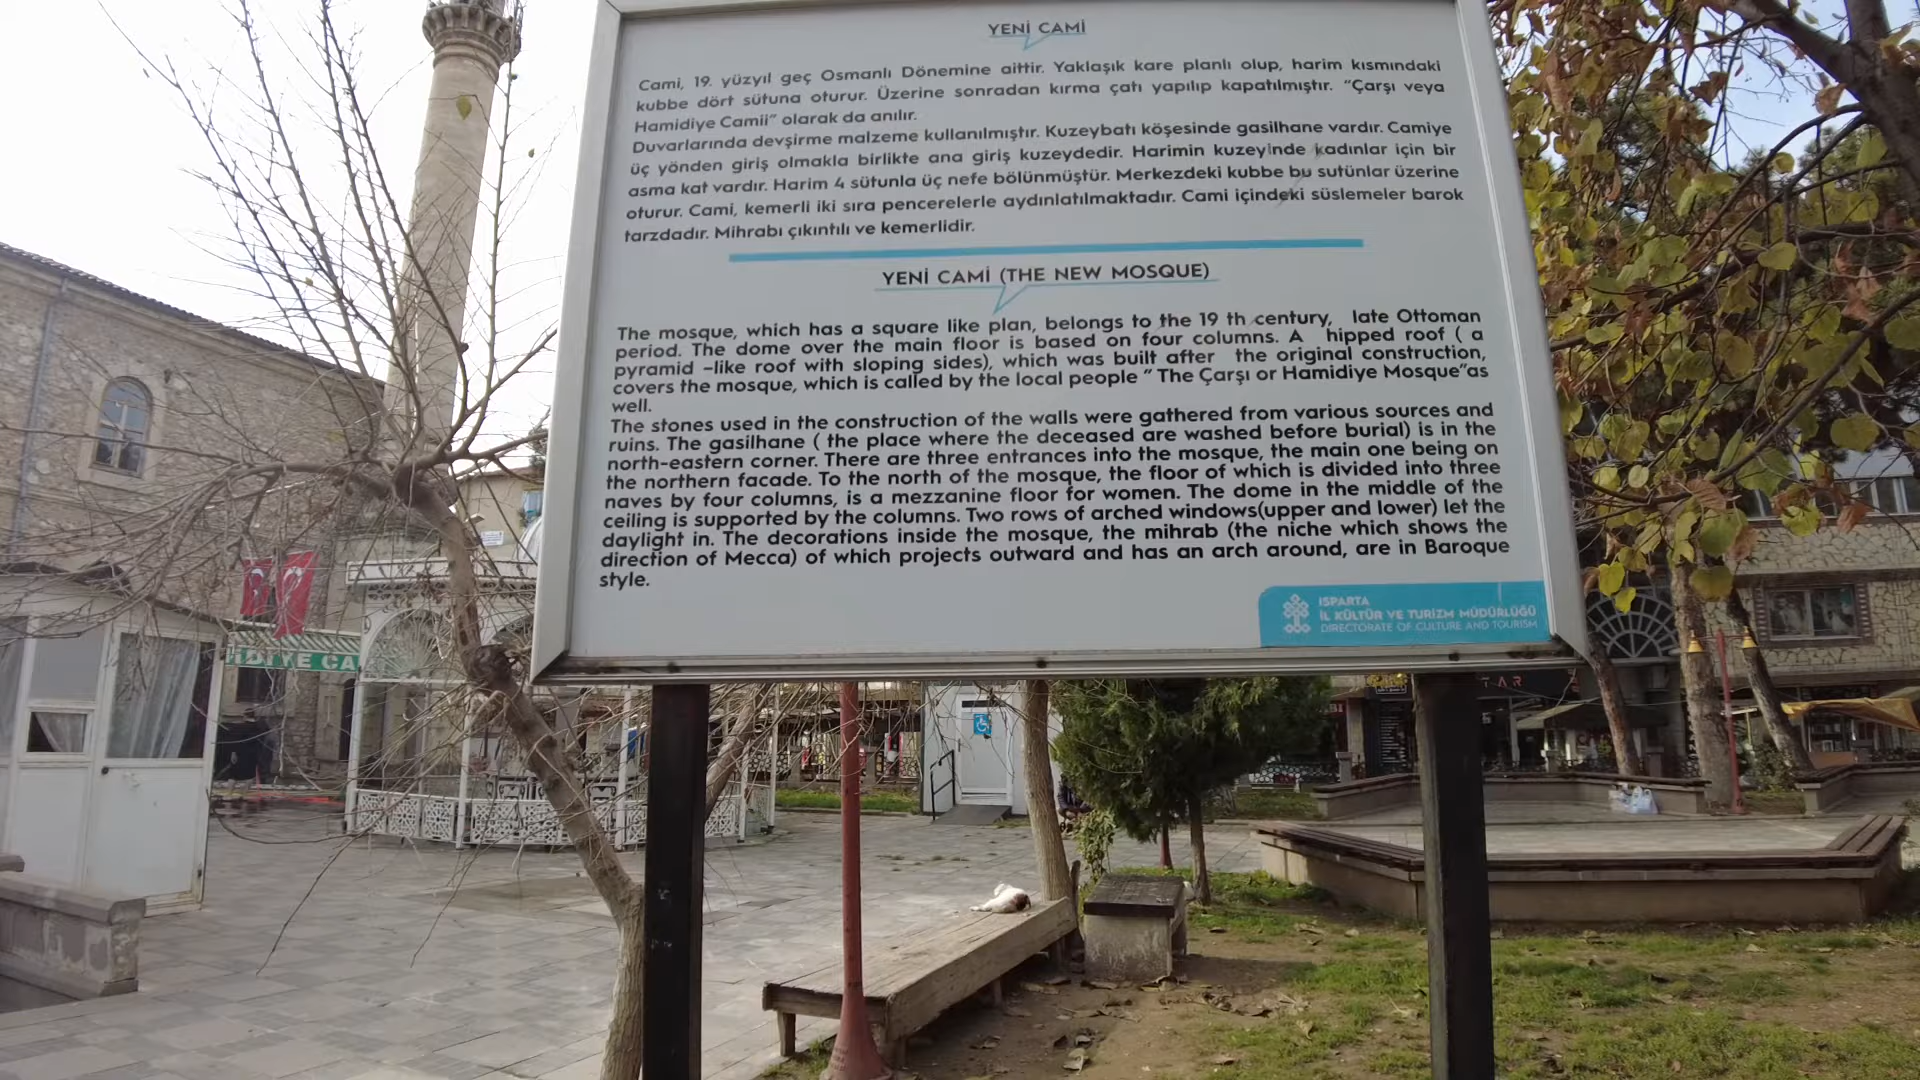 YENİ CAMİ
Cami, 19. yüzyıl geç Osmanlı Dönemine aittir. Yaklaşık kare planlı olup, harim kısmındaki
kubbe dört sütuna oturur. Üzerine sonradan kırma çatı yapılıp kapatılmıştır. “Çarşı veya
Hamidiye Camii” olarak da anılır.
Duvarlarında devşirme malzeme kullanılmıştır. Kuzeybatı köşesinde gasilhane vardır. Camiye
üç yönden giriş olmakla birlikte ana giriş kuzeydedir. Harimin kuzeyinde kadınlar için bir
asma kat vardır. Harim 4 sütunla üç nefe bölünmüştür. Merkezdeki kubbe bu sutünlar üzerine
oturur. Cami, kemerli iki sıra pencerelerle aydınlatılmaktadır. Cami içindeki süslemeler barok
tarzdadır. Mihrabı çıkıntılı ve kemerlidir.
YENİ CAMİ (THE NEW MOSQUE)
The mosque, which has a square like plan, belongs to the 19 th century, late Ottoman
period. The dome over the main floor is based on four columns. A hipped roof ( a
pyramid –like roof with sloping sides), which was built after the original construction,
covers the mosque, which is called by the local people ” The Çarşı or Hamidiye Mosque”as
well.
The stones used in the construction of the walls were gathered from various sources and
ruins. The gasilhane ( the place where the deceased are washed before burial) is in the
north-eastern corner. There are three entrances into the mosque, the main one being on
the northern facade. To the north of the mosque, the floor of which is divided into three
naves by four columns, is a mezzanine floor for women. The dome in the middle of the
ceiling is supported by the columns. Two rows of arched windows(upper and lower) let the
daylight in. The decorations inside the mosque, the mihrab (the niche which shows the
direction of Mecca) of which projects outward and has an arch around, are in Baroque
style.
ISPARTA
İL KÜLTÜR VE TURİZM MÜDÜRLÜĞÜ
DIRECTORATE OF CULTURE AND TOURISM